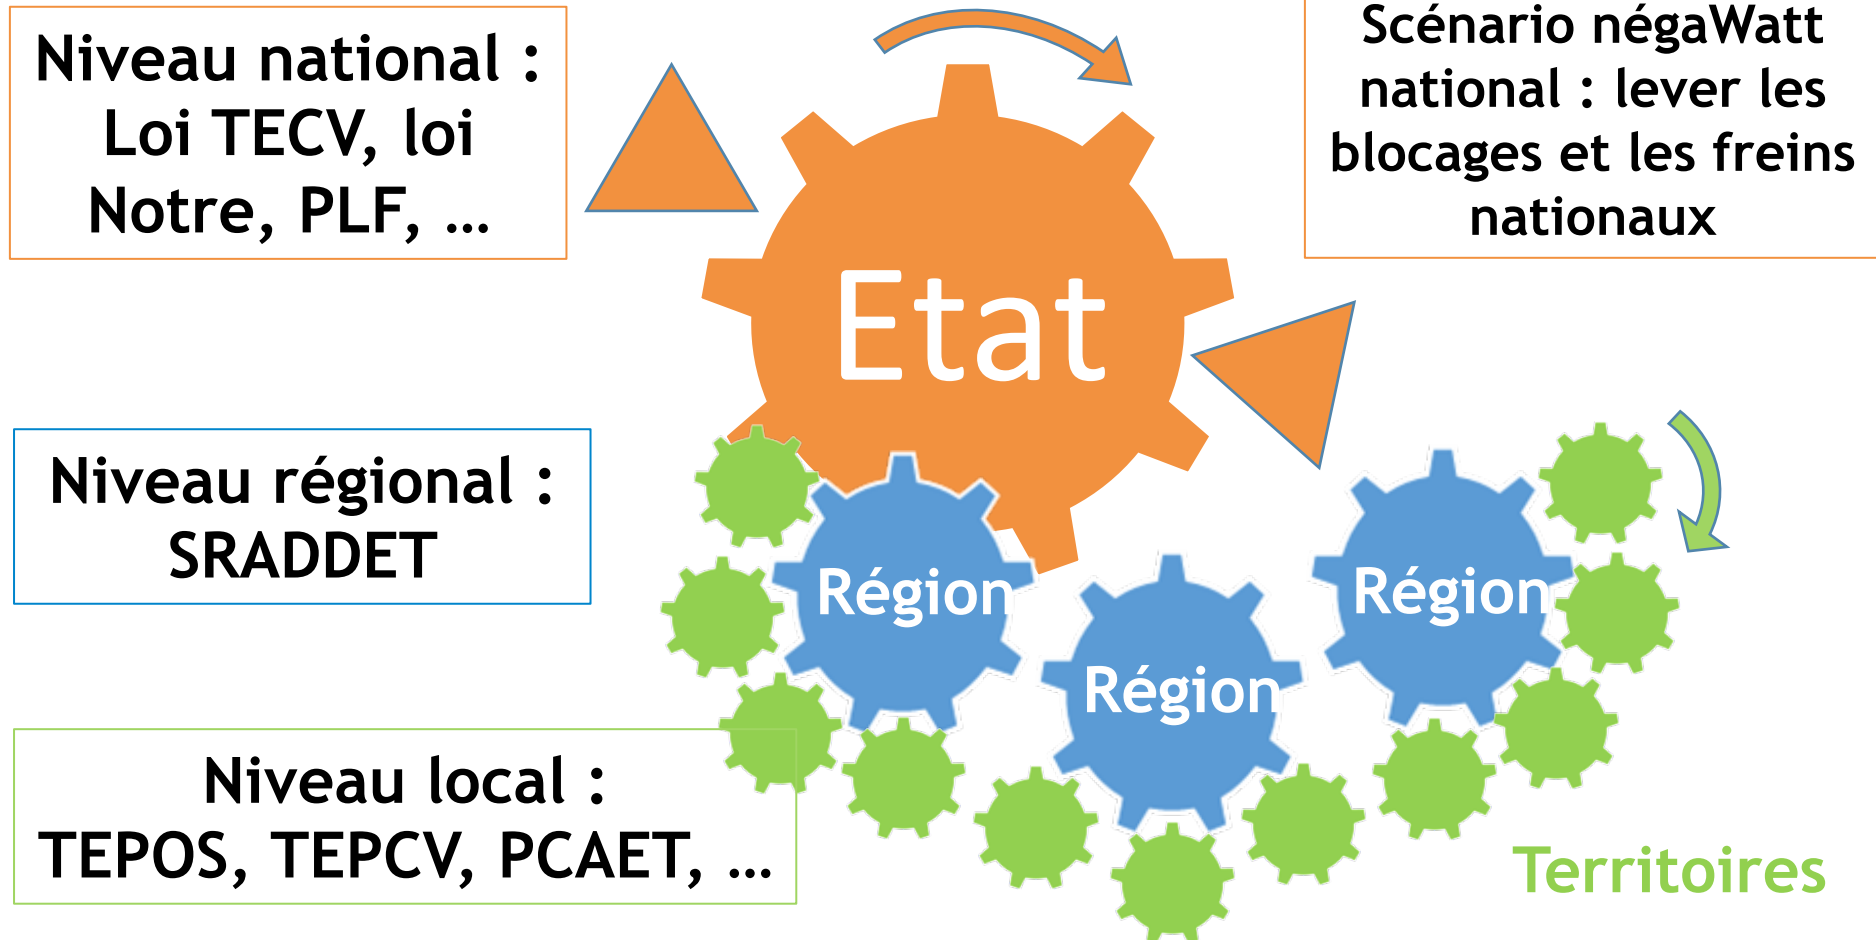 Niveau national :
Loi TECV, loi
Notre, PLF, …
Scénario négaWatt
national : lever les
blocages et les freins
nationaux
Etat
Niveau régional :
SRADDET
Région
Région
Région
Niveau local :
TEPOS, TEPCV, PCAET, …
Territoires